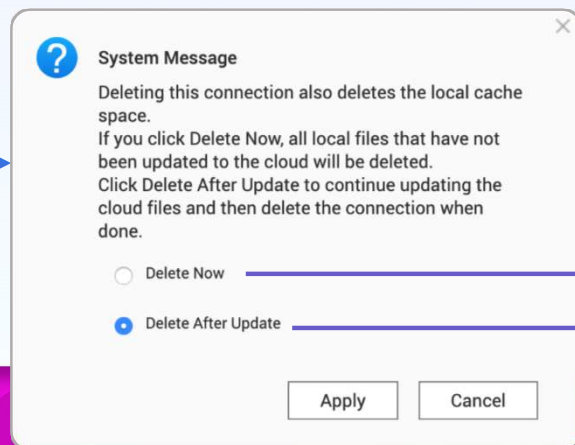 System Message
Deleting this connection also deletes the local cache
space.
If you click Delete Now, all local files that have not
been updated to the cloud will be deleted.
Click Delete After Update to continue updating the
cloud files and then delete the connection when
done.
Delete Now
Delete After Update
Apply Cancel